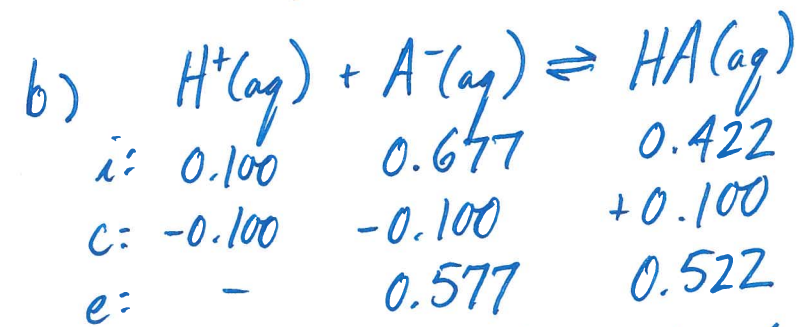 b) H⁺(aq) + A⁻(aq) ⇌ HA(aq)
i: 0.100 0.677 0.422
c: -0.100 -0.100 +0.100
e: - 0.577 0.522